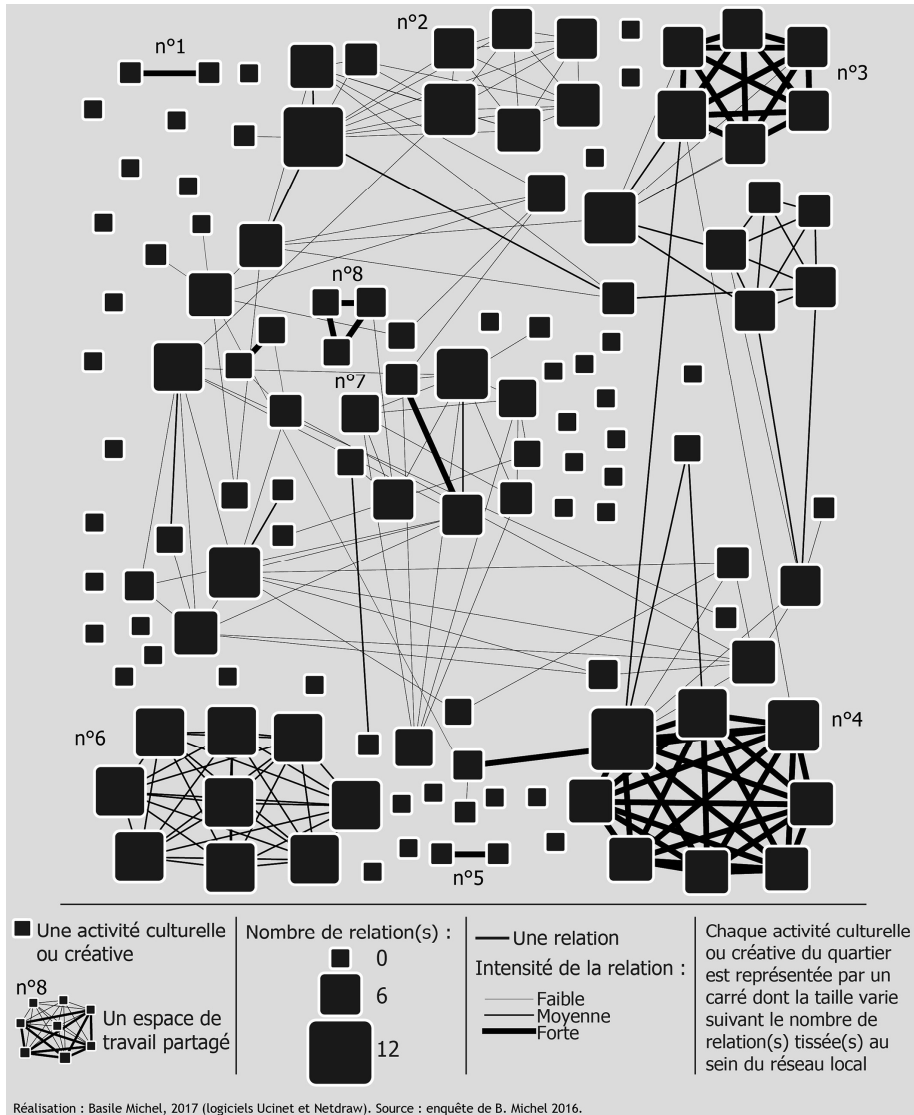 n°1
n°2
n°3
n°8
n°7
n°4
n°6
n°5
Une activité culturelle
ou créative
n°8
Un espace de
travail partagé
Nombre de relation(s) :
0
6
12
Une relation
Intensité de la relation :
Faible
Moyenne
Forte
Chaque activité culturelle
ou créative du quartier
est représentée par un
carré dont la taille varie
suivant le nombre de
relation(s) tissée(s) au
sein du réseau local
Réalisation : Basile Michel, 2017 (logiciels Ucinet et Netdraw). Source : enquête de B. Michel 2016.